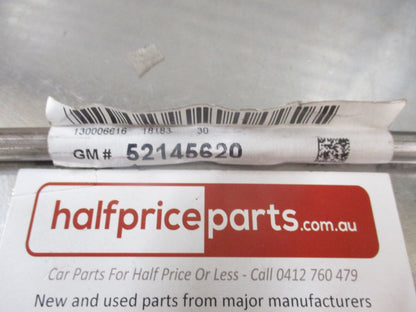 130006616 18183 30
GM # 52145620
halfpriceparts.com.au
Car Parts For Half Price Or Less - Call 0412 760 479
New and used parts from major manufacturers